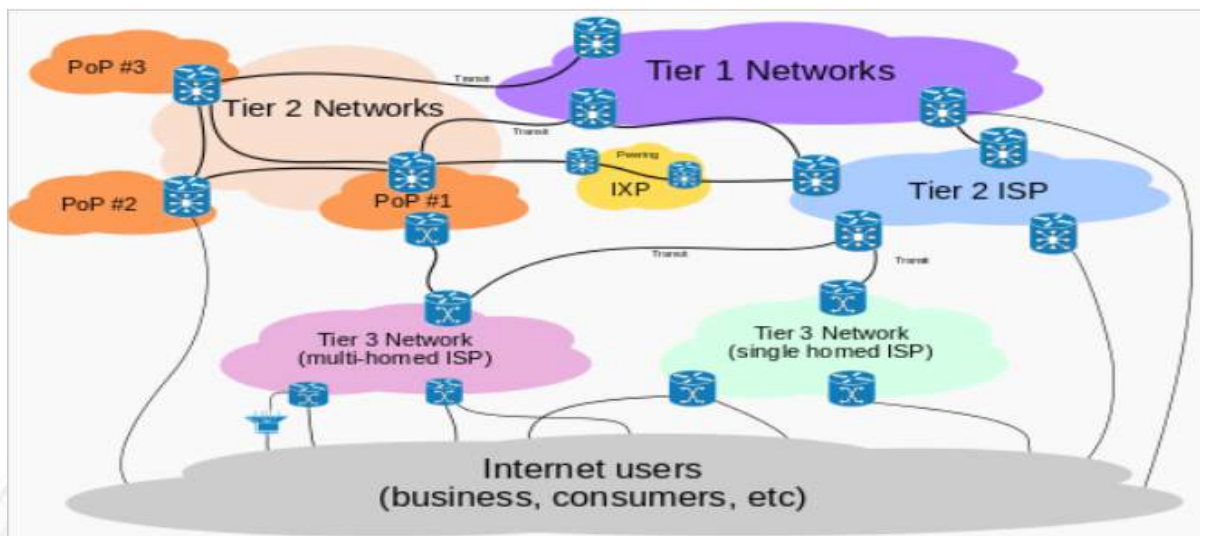 PoP #3
Tier 1 Networks
Transit
Tier 2 Networks
Transit
Peering
IXP
Tier 2 ISP
PoP #2
PoP #1
Transit
Transit
Tier 3 Network
(multi-homed ISP)
Tier 3 Network
(single homed ISP)
Internet users
(business, consumers, etc)